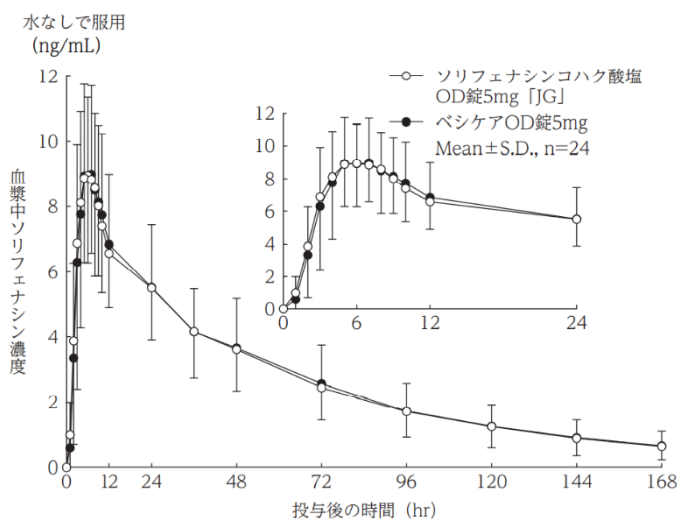 水なしで服用
(ng/mL)
12
10
8
6
4
2
0
血漿中ソリフェナシン濃度
ソリフェナシンコハク酸塩
OD錠5mg「JG」
ベシケアOD錠5mg
Mean±S.D., n=24
12
10
8
6
4
2
0
0 6 12 24
0 12 24 48 72 96 120 144 168
投与後の時間 (hr)